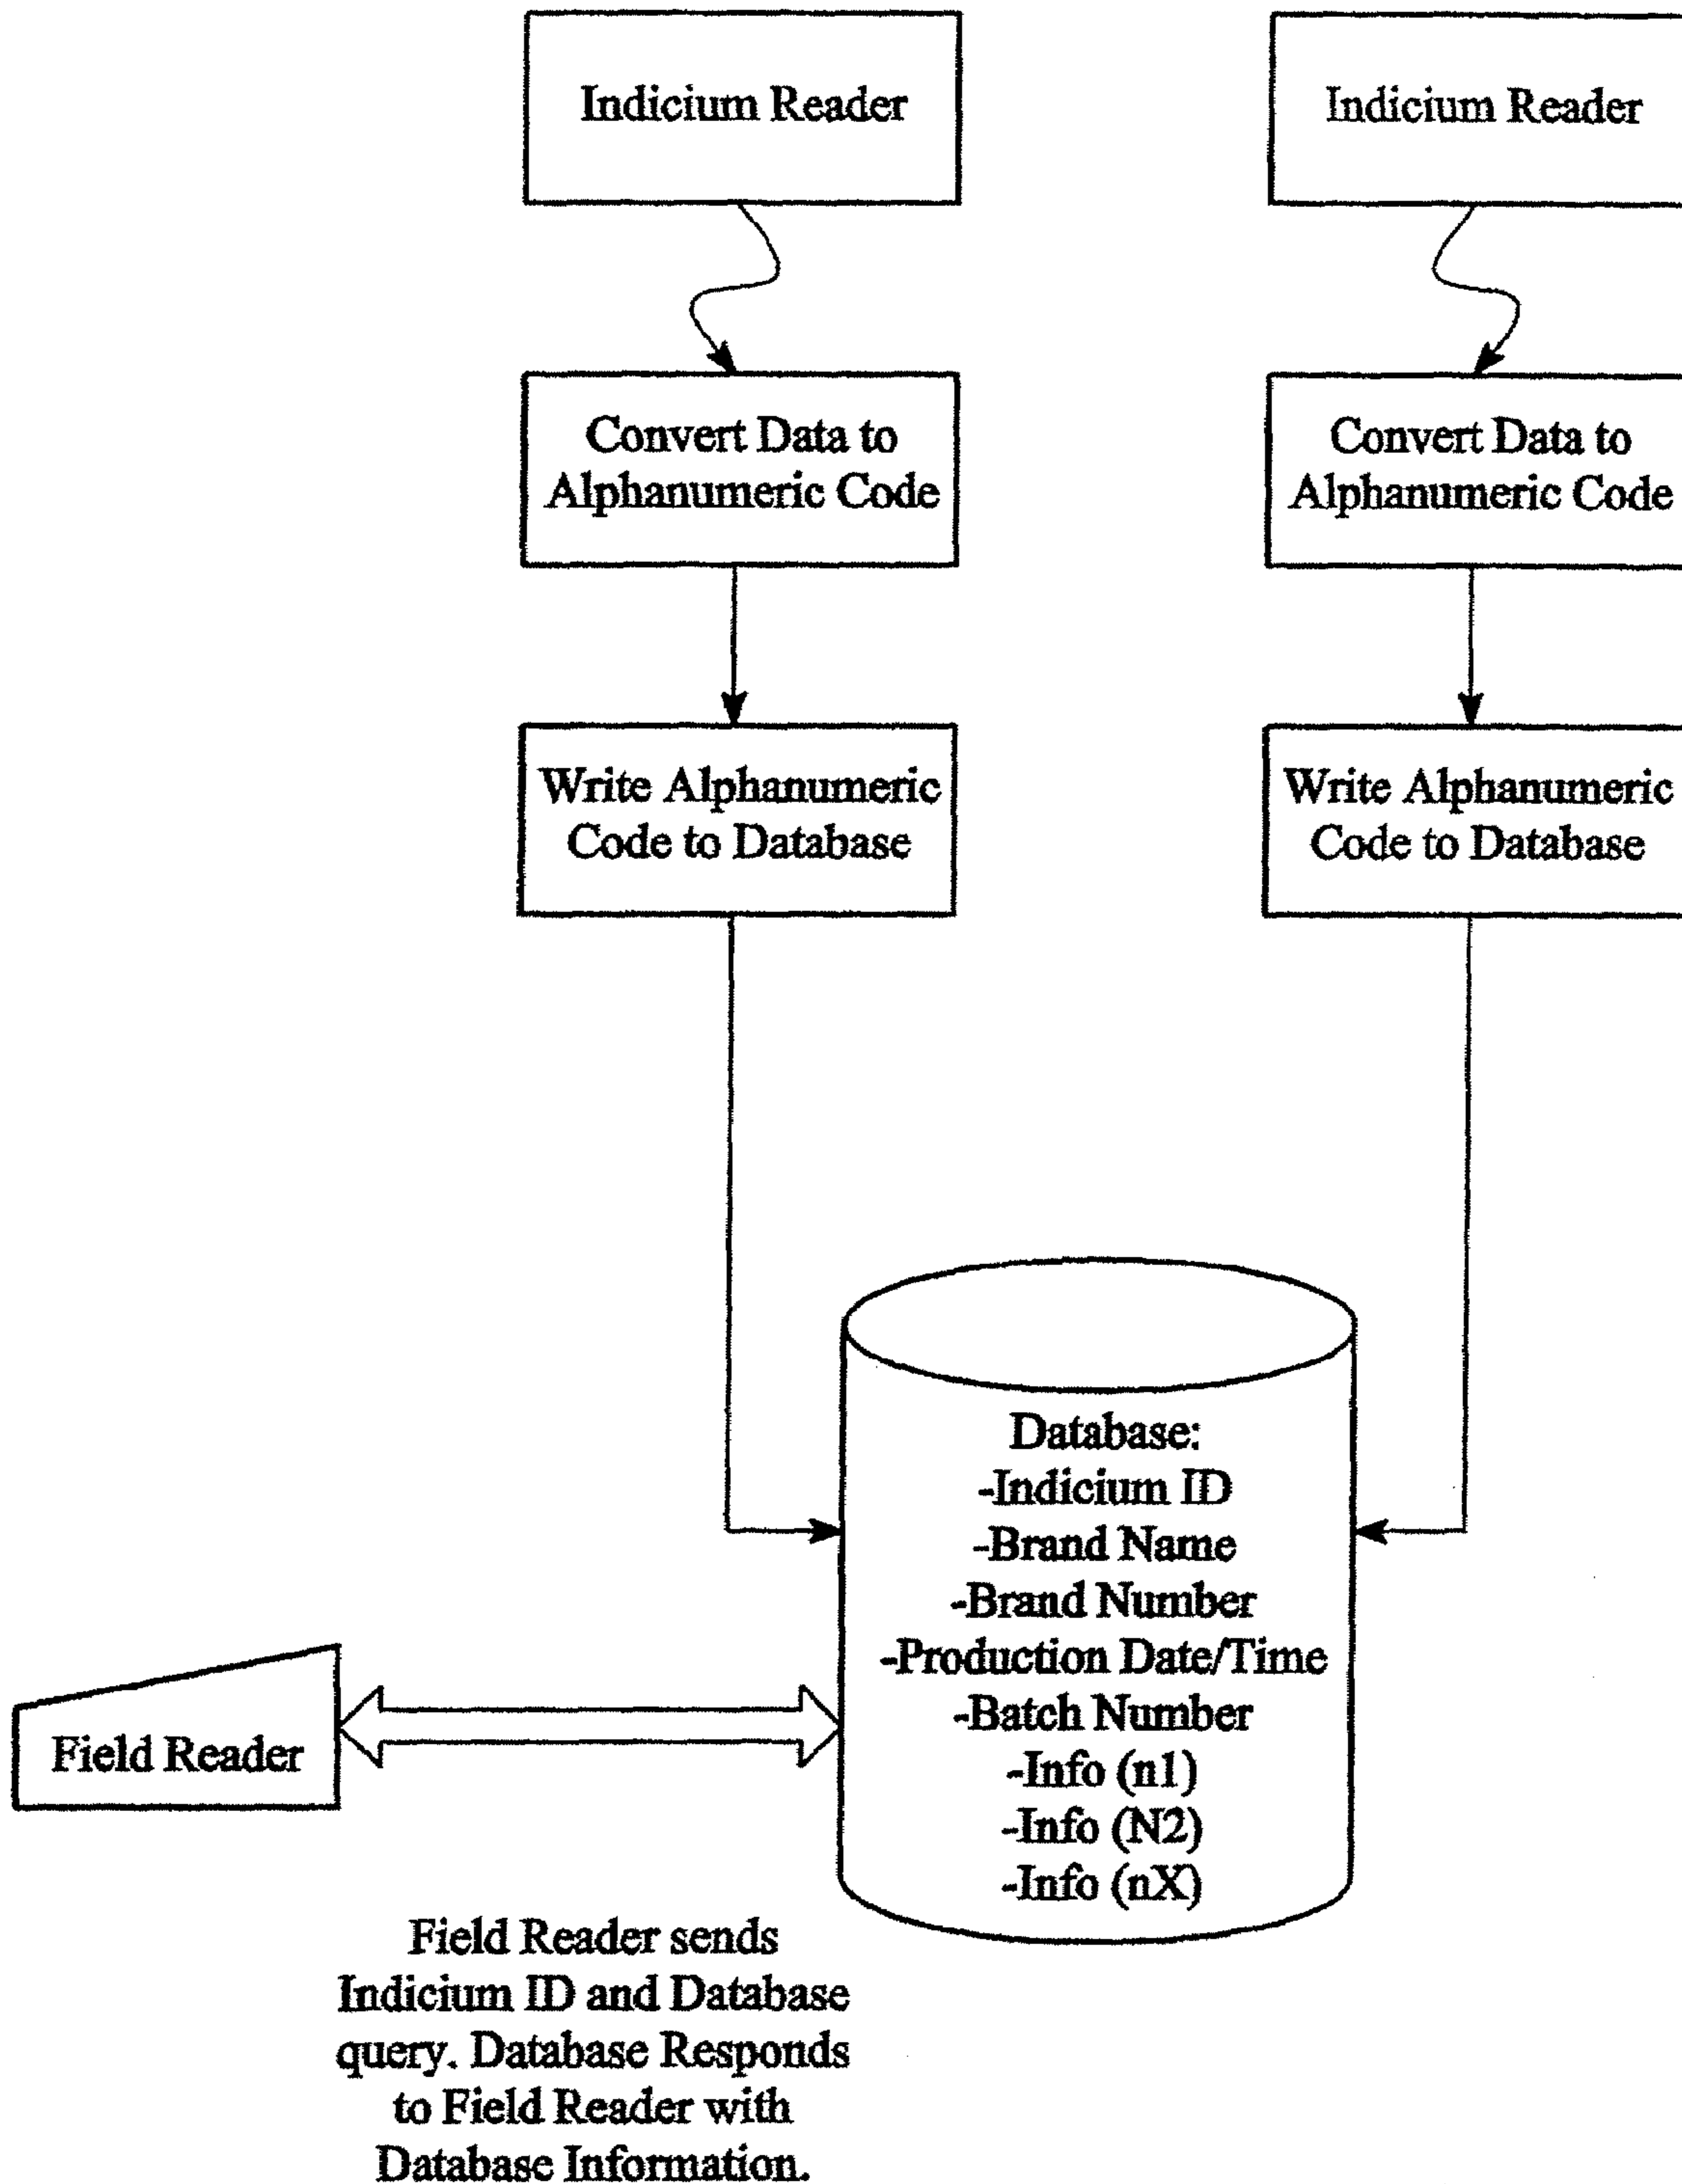 Indicium Reader
Indicium Reader
Convert Data to
Alphanumeric Code
Convert Data to
Alphanumeric Code
Write Alphanumeric
Code to Database
Write Alphanumeric
Code to Database
Database:
-Indicium ID
-Brand Name
-Brand Number
-Production Date/Time
-Batch Number
-Info (n1)
-Info (N2)
-Info (nX)
Field Reader
Field Reader sends
Indicium ID and Database
query. Database Responds
to Field Reader with
Database Information.